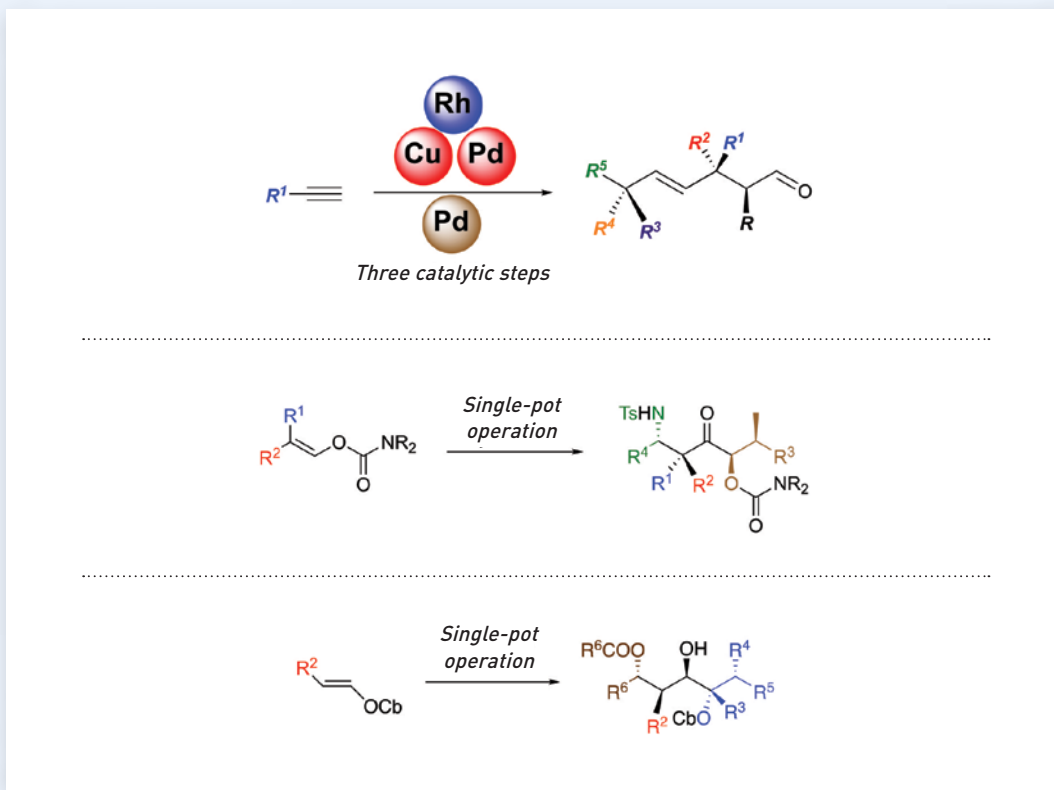 Rh
Cu Pd
R¹
Pd
Three catalytic steps
R² R¹
R⁵
O
R⁴ R³ R
R¹
R² O NR₂
O
Single-pot
operation
TsHN O
R⁴ R³
R¹ R² O NR₂
O
R²
OCb
Single-pot
operation
R⁶COO OH R⁴
R⁶ R⁵
R² CbO R³